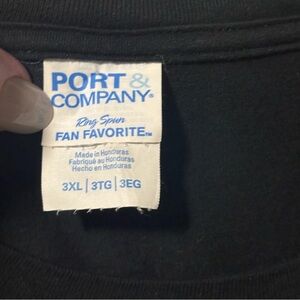 PORT &
COMPANY®
Ring Spun
FAN FAVORITE™
Made in Honduras
Fabriqué au Honduras
Hecho en Honduras
3XL | 3TG | 3EG